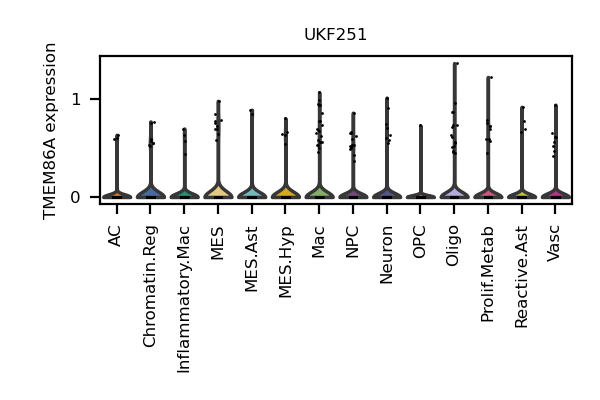 UKF251
TMEM86A expression
1
0
AC
Chromatin.Reg
Inflammatory.Mac
MES
MES.Ast
MES.Hyp
Mac
NPC
Neuron
OPC
Oligo
Prolif.Metab
Reactive.Ast
Vasc